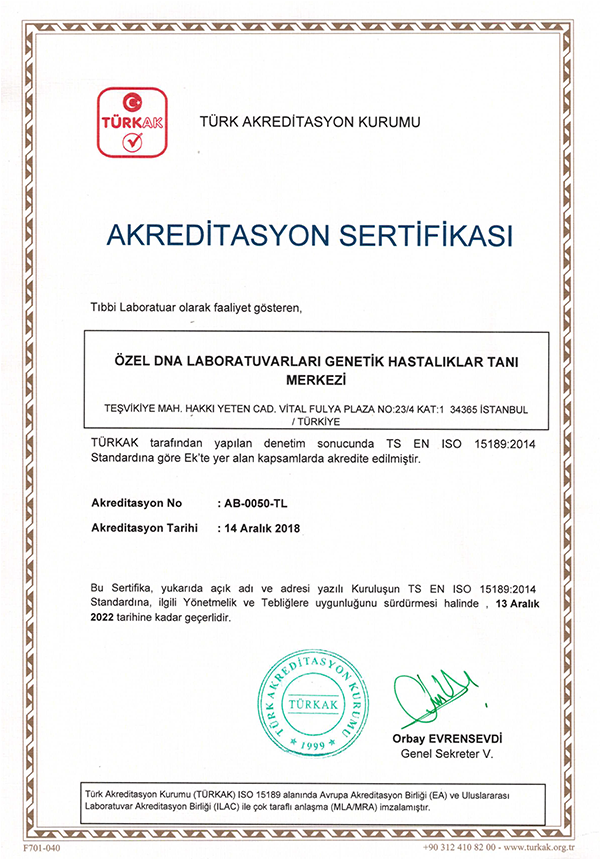 TÜRKAK
TÜRK AKREDİTASYON KURUMU
AKREDİTASYON SERTİFİKASI
Tıbbi Laboratuar olarak faaliyet gösteren,
ÖZEL DNA LABORATUVARLARI GENETİK HASTALIKLAR TANI
MERKEZİ
TEŞVİKİYE MAH. HAKKI YETEN CAD. VİTAL FULYA PLAZA NO:23/4 KAT:1 34365 İSTANBUL
/ TÜRKİYE
TÜRKAK tarafından yapılan denetim sonucunda TS EN ISO 15189:2014
Standardına göre Ek'te yer alan kapsamlarda akredite edilmiştir.
Akreditasyon No : AB-0050-TL
Akreditasyon Tarihi : 14 Aralık 2018
Bu Sertifika, yukarıda açık adı ve adresi yazılı Kuruluşun TS EN ISO 15189:2014
Standardına, ilgili Yönetmelik ve Tebliğlere uygunluğunu sürdürmesi halinde , 13 Aralık
2022 tarihine kadar geçerlidir.
TÜRK AKREDİTASYON KURUMU
TÜRKAK
* 1999 *
Orbay EVRENSEVDİ
Genel Sekreter V.
Türk Akreditasyon Kurumu (TÜRKAK) ISO 15189 alanında Avrupa Akreditasyon Birliği (EA) ve Uluslararası
Laboratuvar Akreditasyon Birliği (ILAC) ile çok taraflı anlaşma (MLA/MRA) imzalamıştır.
F701-040
+90 312 410 82 00 - www.turkak.org.tr